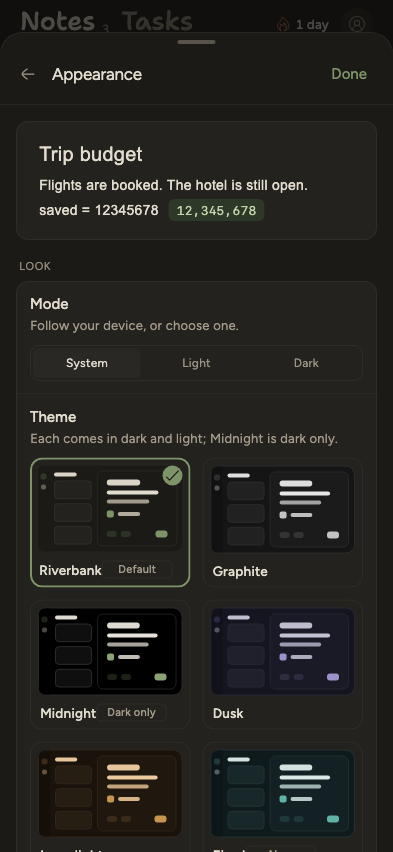 Notes 3 Tasks
1 day
Appearance
Done
Trip budget
Flights are booked. The hotel is still open.
saved = 12345678 12,345,678
LOOK
Mode
Follow your device, or choose one.
System Light Dark
Theme
Each comes in dark and light; Midnight is dark only.
Riverbank Default
Graphite
Midnight Dark only
Dusk